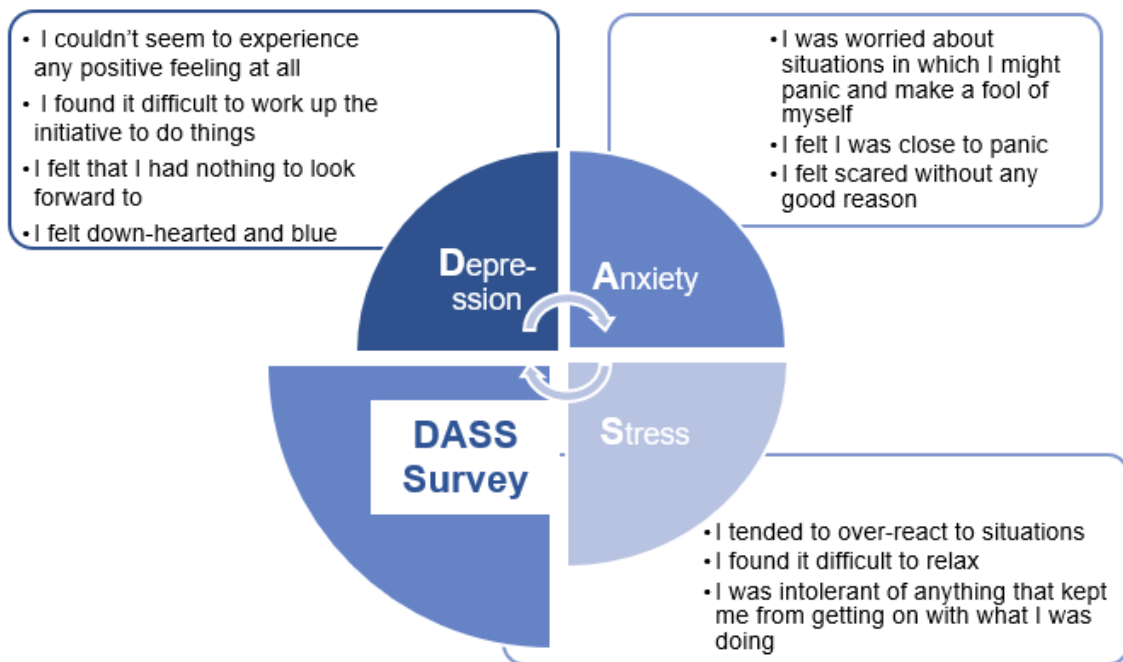 • I couldn’t seem to experience
any positive feeling at all
• I found it difficult to work up the
initiative to do things
• I felt that I had nothing to look
forward to
• I felt down-hearted and blue
• I was worried about
situations in which I might
panic and make a fool of
myself
• I felt I was close to panic
• I felt scared without any
good reason
Depre-
ssion
Anxiety
DASS
Survey
Stress
• I tended to over-react to situations
• I found it difficult to relax
• I was intolerant of anything that kept
me from getting on with what I was
doing